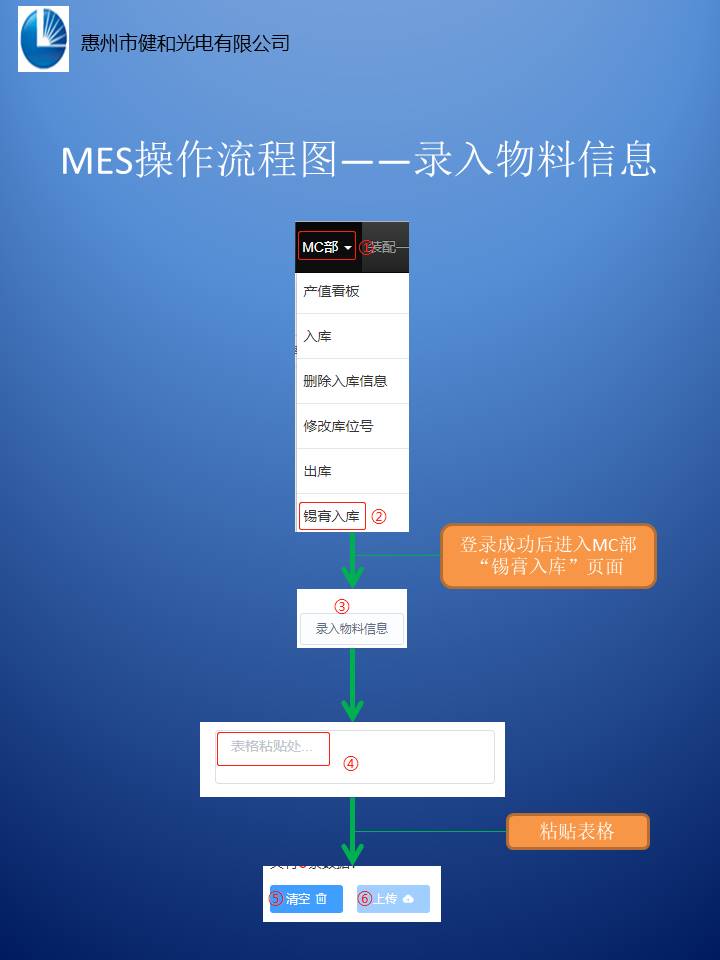 惠州市健和光电有限公司
MES操作流程图——录入物料信息
MC部 ①装配一
产值看板
入库
删除入库信息
修改库位号
出库
锡膏入库 ②
登录成功后进入MC部
“锡膏入库”页面
③
录入物料信息
表格粘贴处...
④
粘贴表格
⑤清空 ⑥上传